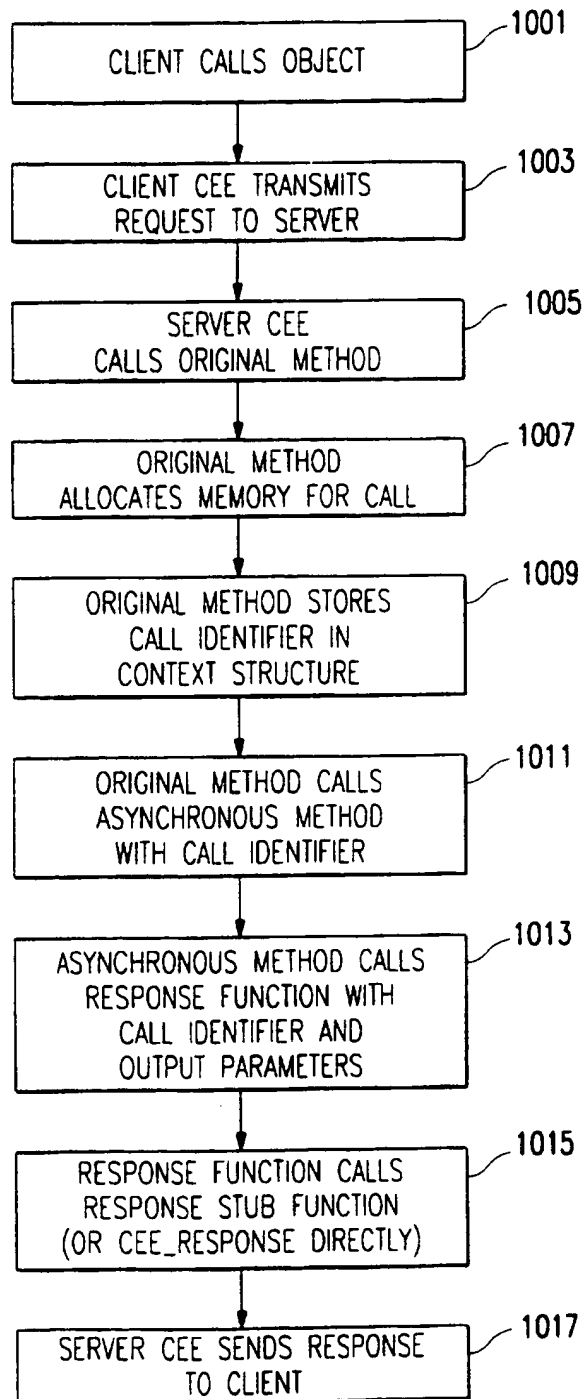 1001
CLIENT CALLS OBJECT
1003
CLIENT CEE TRANSMITS
REQUEST TO SERVER
1005
SERVER CEE
CALLS ORIGINAL METHOD
1007
ORIGINAL METHOD
ALLOCATES MEMORY FOR CALL
1009
ORIGINAL METHOD STORES
CALL IDENTIFIER IN
CONTEXT STRUCTURE
1011
ORIGINAL METHOD CALLS
ASYNCHRONOUS METHOD
WITH CALL IDENTIFIER
1013
ASYNCHRONOUS METHOD CALLS
RESPONSE FUNCTION WITH
CALL IDENTIFIER AND
OUTPUT PARAMETERS
1015
RESPONSE FUNCTION CALLS
RESPONSE STUB FUNCTION
(OR CEE_RESPONSE DIRECTLY)
1017
SERVER CEE SENDS RESPONSE
TO CLIENT